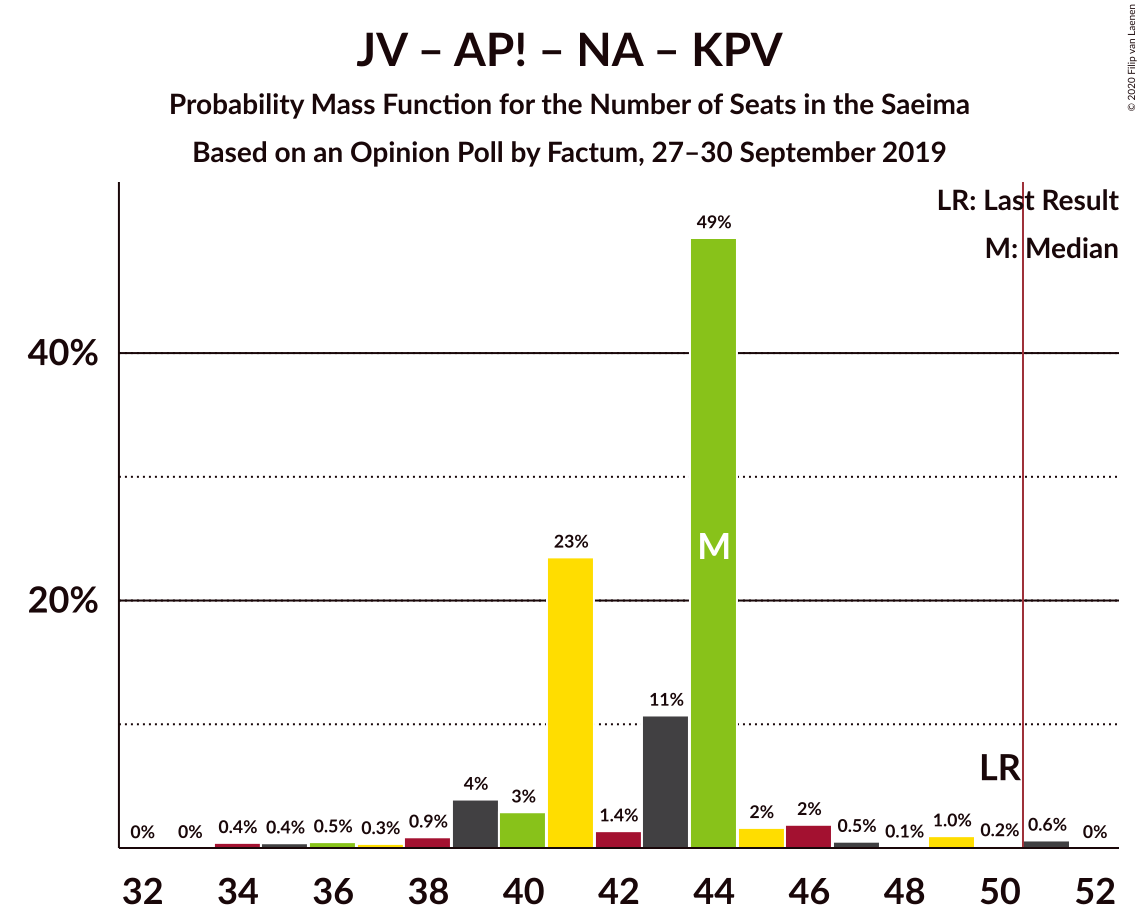 JV – AP! – NA – KPV
Probability Mass Function for the Number of Seats in the Saeima
Based on an Opinion Poll by Factum, 27–30 September 2019
© 2020 Filip van Laenen
LR: Last Result
M: Median
49%
40%
M
23%
20%
11%
LR
4%
3%
0%
0%
0.4%
0.4%
0.5%
0.3%
0.9%
1.4%
2%
2%
0.5%
0.1%
1.0%
0.2%
0.6%
0%
32 34 36 38 40 42 44 46 48 50 52